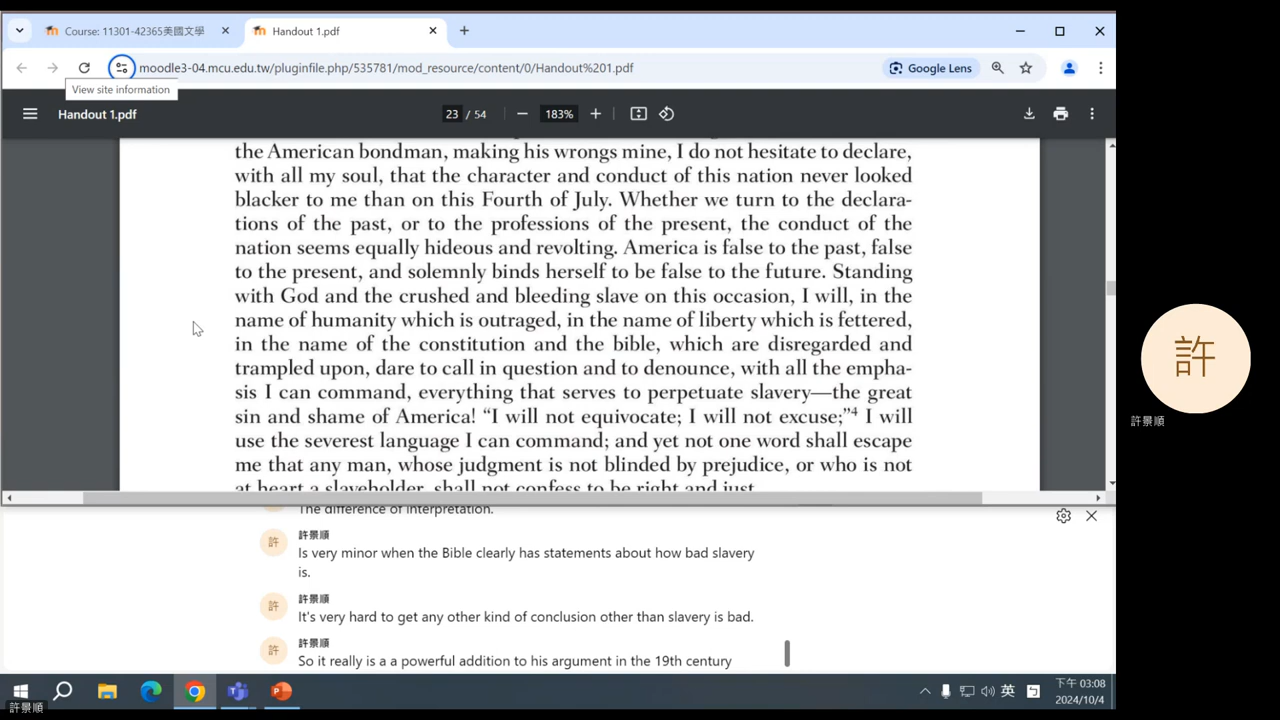 Course: 11301-42365美國文學
Handout 1.pdf
moodle3-04.mcu.edu.tw/pluginfile.php/535781/mod_resource/content/0/Handout%201.pdf
Google Lens
View site information
Handout 1.pdf
23 / 54
183%
the American bondman, making his wrongs mine, I do not hesitate to declare,
with all my soul, that the character and conduct of this nation never looked
blacker to me than on this Fourth of July. Whether we turn to the declara-
tions of the past, or to the professions of the present, the conduct of the
nation seems equally hideous and revolting. America is false to the past, false
to the present, and solemnly binds herself to be false to the future. Standing
with God and the crushed and bleeding slave on this occasion, I will, in the
name of humanity which is outraged, in the name of liberty which is fettered,
in the name of the constitution and the bible, which are disregarded and
trampled upon, dare to call in question and to denounce, with all the empha-
sis I can command, everything that serves to perpetuate slavery—the great
sin and shame of America! “I will not equivocate; I will not excuse;”4 I will
use the severest language I can command; and yet not one word shall escape
me that any man, whose judgment is not blinded by prejudice, or who is not
at heart a slaveholder, shall not confess to be right and just.
The difference of interpretation.
許
許景順
Is very minor when the Bible clearly has statements about how bad slavery
is.
許
許景順
It's very hard to get any other kind of conclusion other than slavery is bad.
許
許景順
So it really is a a powerful addition to his argument in the 19th century
許
許景順
英
下午 03:08
2024/10/4
許景順